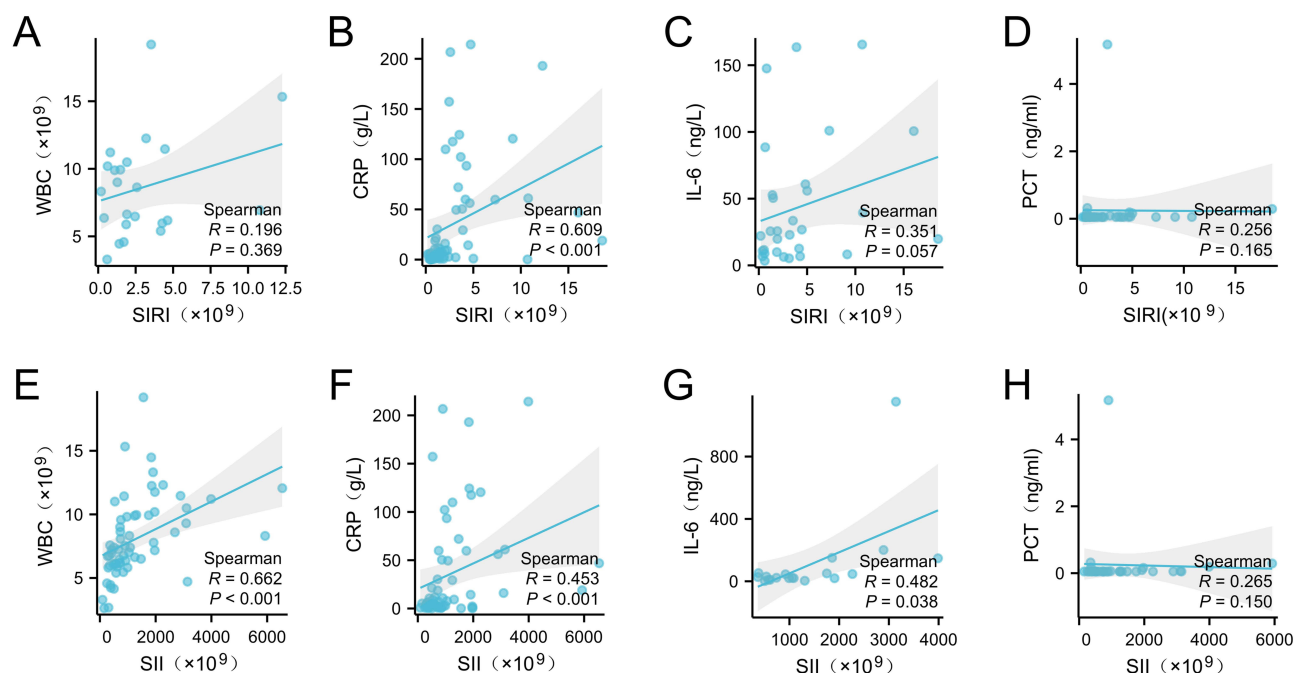 A
WBC（×10⁹）
15
10
5
Spearman
R = 0.196
P = 0.369
0.0 2.5 5.0 7.5 10.0 12.5
SIRI（×10⁹）
B
CRP（g/L）
200
150
100
50
0
Spearman
R = 0.609
P < 0.001
0 5 10 15
SIRI（×10⁹）
C
IL-6（ng/L）
150
100
50
0
Spearman
R = 0.351
P = 0.057
0 5 10 15
SIRI（×10⁹）
D
PCT（ng/ml）
4
2
0
Spearman
R = 0.256
P = 0.165
0 5 10 15
SIRI(×10 ⁹)
E
WBC（×10⁹）
15
10
5
Spearman
R = 0.662
P < 0.001
0 2000 4000 6000
SII（×10⁹）
F
CRP（g/L）
200
150
100
50
0
Spearman
R = 0.453
P < 0.001
0 2000 4000 6000
SII（×10⁹）
G
IL-6（ng/L）
800
400
0
Spearman
R = 0.482
P = 0.038
1000 2000 3000 4000
SII（×10⁹）
H
PCT（ng/ml）
4
2
0
Spearman
R = 0.265
P = 0.150
0 2000 4000 6000
SII（×10⁹）